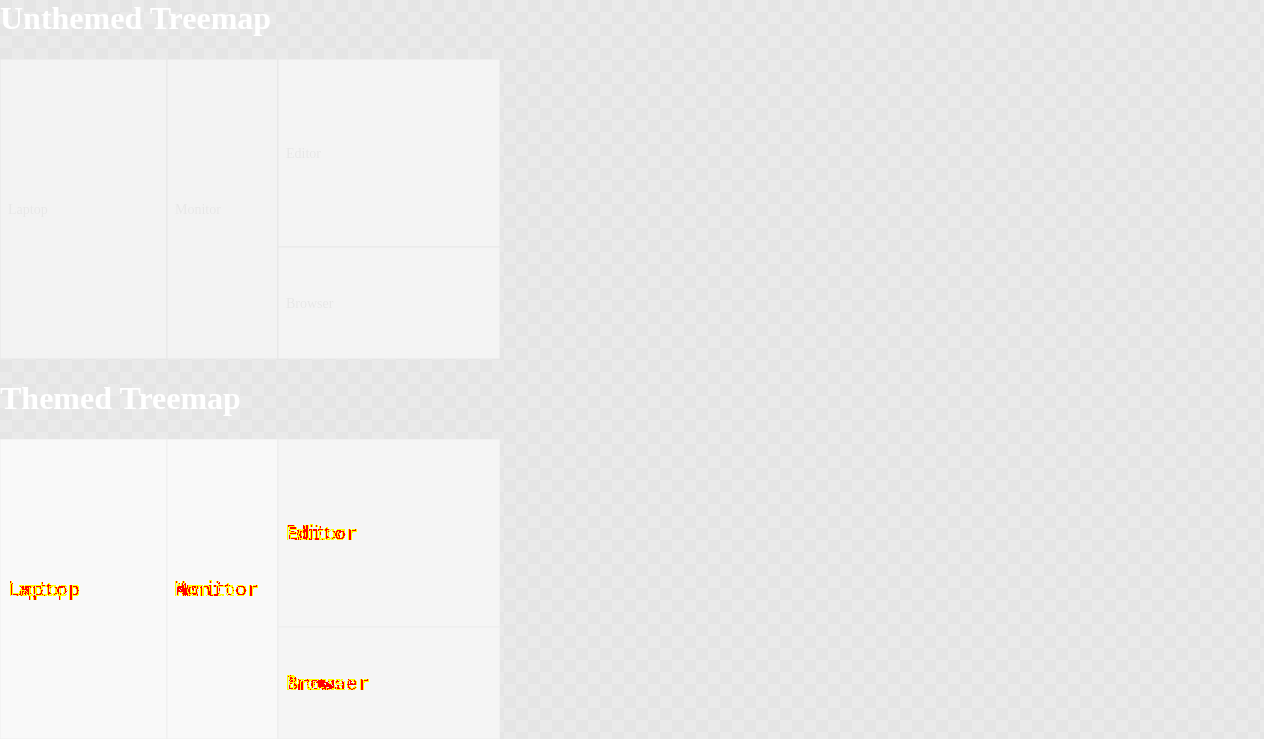 Unthemed Treemap
Editor
Laptop
Monitor
Browser
Themed Treemap
Editor
Laptop
Monitor
Browser